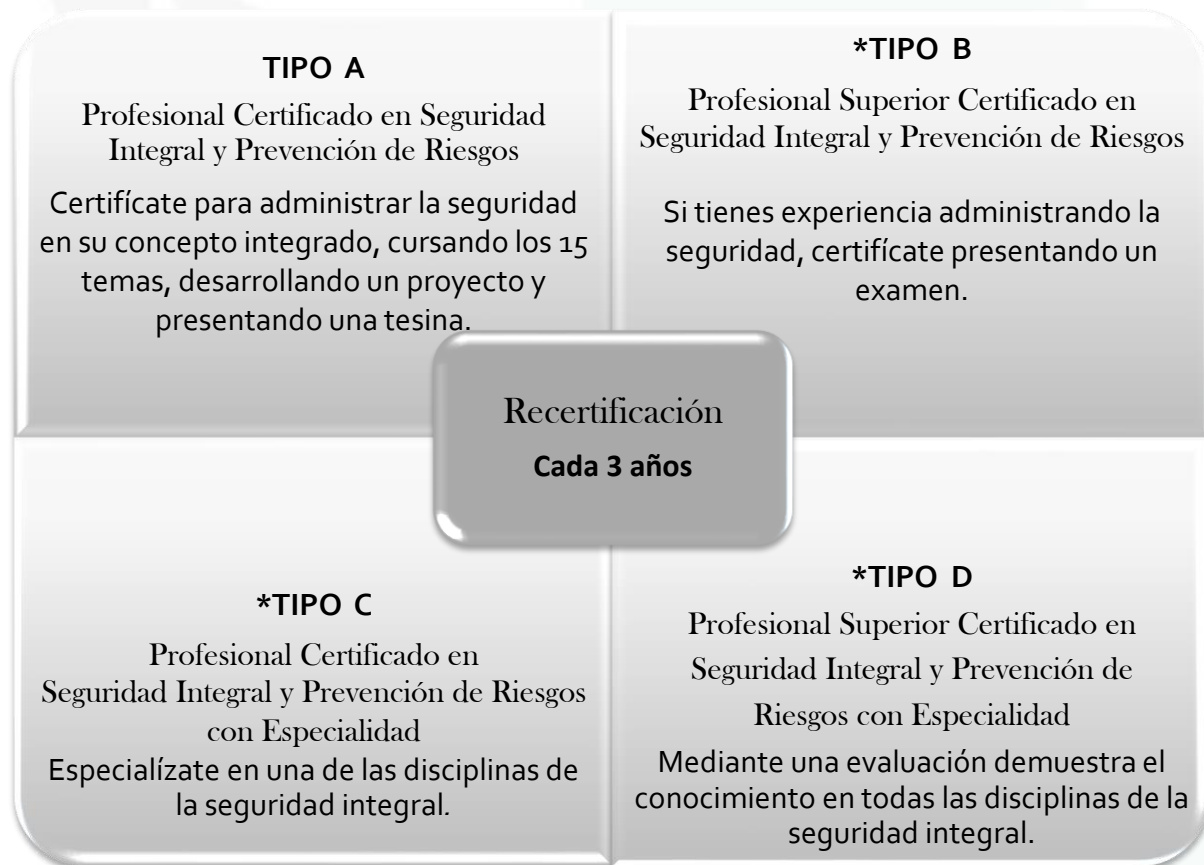 TIPO A
Profesional Certificado en Seguridad
Integral y Prevención de Riesgos
Certifícate para administrar la seguridad
en su concepto integrado, cursando los 15
temas, desarrollando un proyecto y
presentando una tesina.
*TIPO B
Profesional Superior Certificado en
Seguridad Integral y Prevención de Riesgos
Si tienes experiencia administrando la
seguridad, certifícate presentando un
examen.
Recertificación
Cada 3 años
*TIPO C
Profesional Certificado en
Seguridad Integral y Prevención de Riesgos
con Especialidad
Especialízate en una de las disciplinas de
la seguridad integral.
*TIPO D
Profesional Superior Certificado en
Seguridad Integral y Prevención de
Riesgos con Especialidad
Mediante una evaluación demuestra el
conocimiento en todas las disciplinas de la
seguridad integral.